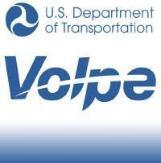 U.S. Department
of Transportation
Volpe